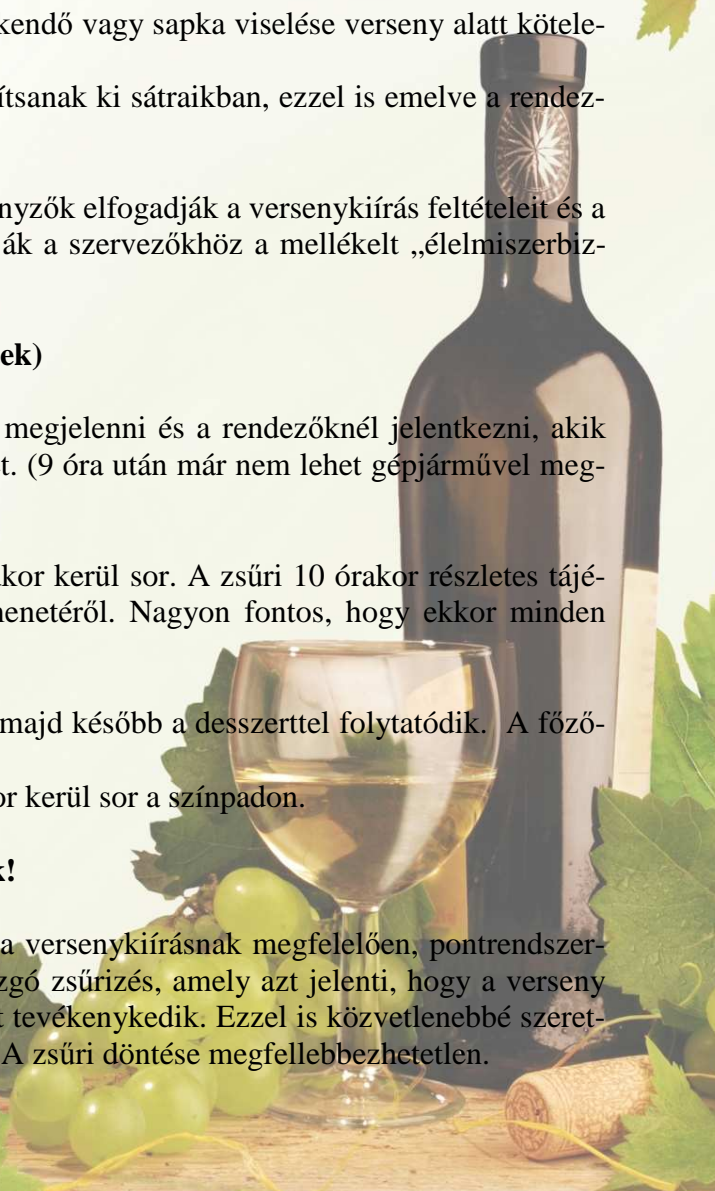 kendő vagy sapka viselése verseny alatt kötele-
ítsanak ki sátraikban, ezzel is emelve a rendez-
nyzők elfogadják a versenykiírás feltételeit és a
ják a szervezőkhöz a mellékelt „élelmiszerbiz-
ek)
megjelenni és a rendezőknél jelentkezni, akik
t. (9 óra után már nem lehet gépjárművel meg-
kor kerül sor. A zsűri 10 órakor részletes tájé-
nenetéről. Nagyon fontos, hogy ekkor minden
majd később a desszerttel folytatódik. A főző-
or kerül sor a színpadon.
k!
a versenykiírásnak megfelelően, pontrendszer-
zgó zsűrizés, amely azt jelenti, hogy a verseny
t tevékenykedik. Ezzel is közvetlenebbé szeret-
A zsűri döntése megfellebbezhetetlen.